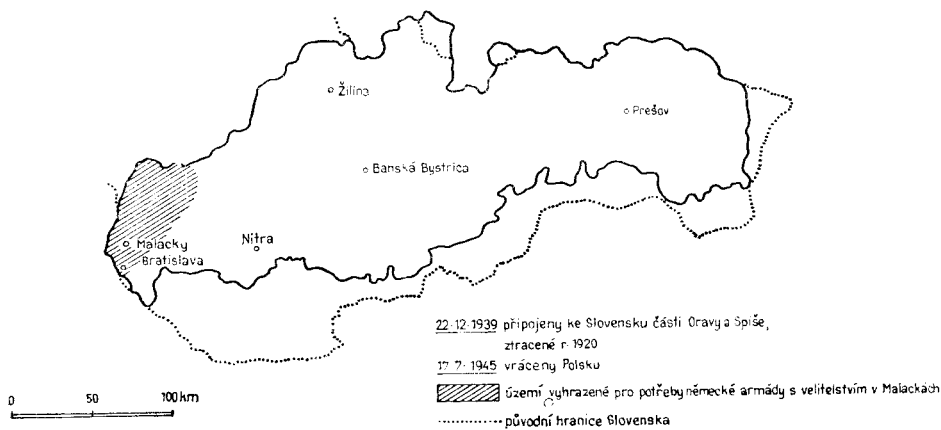 Žilina
Prešov
Banská Bystrica
Nitra
Malacky
Bratislava
22·12·1939 připojeny ke Slovensku části Oravy a Spiše,
ztracené r. 1920
17·7·1945 vráceny Polsku
území vyhrazené pro potřeby německé armády s velitelstvím v Malackách
původní hranice Slovenska
0 50 100 km